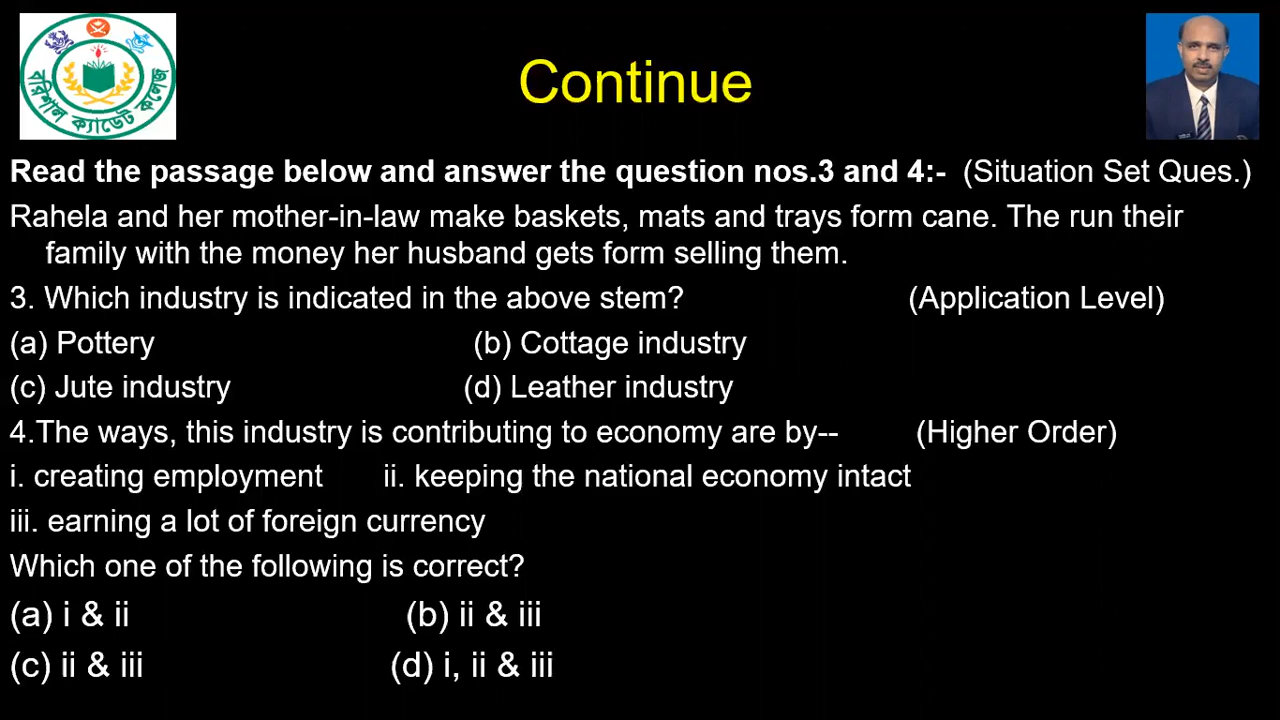 বরিশাল ক্যাডেট কলেজ
Continue
Read the passage below and answer the question nos.3 and 4:- (Situation Set Ques.)
Rahela and her mother-in-law make baskets, mats and trays form cane. The run their
family with the money her husband gets form selling them.
3. Which industry is indicated in the above stem? (Application Level)
(a) Pottery (b) Cottage industry
(c) Jute industry (d) Leather industry
4.The ways, this industry is contributing to economy are by-- (Higher Order)
i. creating employment ii. keeping the national economy intact
iii. earning a lot of foreign currency
Which one of the following is correct?
(a) i & ii (b) ii & iii
(c) ii & iii (d) i, ii & iii